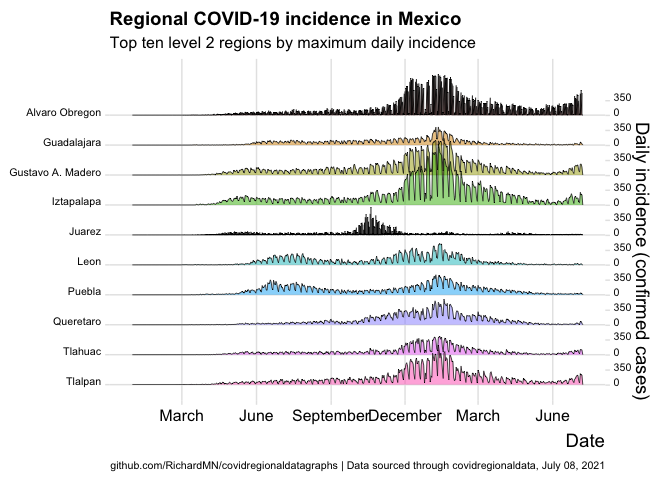 Regional COVID-19 incidence in Mexico
Top ten level 2 regions by maximum daily incidence
Alvaro Obregon
350
0
Guadalajara
350
0
Gustavo A. Madero
350
0
Iztapalapa
350
0
Juarez
350
0
Leon
350
0
Puebla
350
0
Queretaro
350
0
Tlahuac
350
0
Tlalpan
350
0
Daily incidence (confirmed cases)
March June September December March June
Date
github.com/RichardMN/covidregionaldatagraphs | Data sourced through covidregionaldata, July 08, 2021